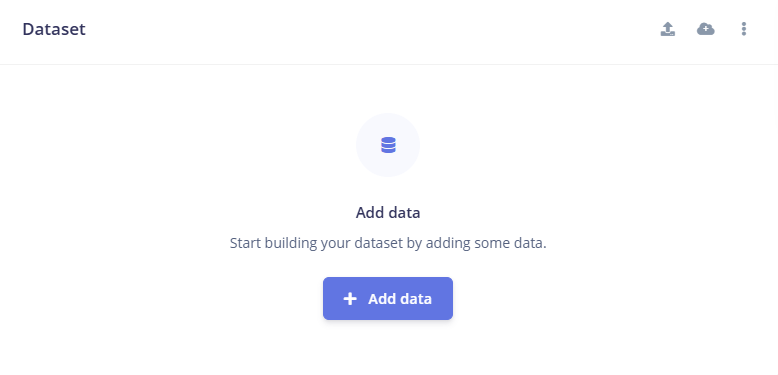 Dataset
Add data
Start building your dataset by adding some data.
Add data